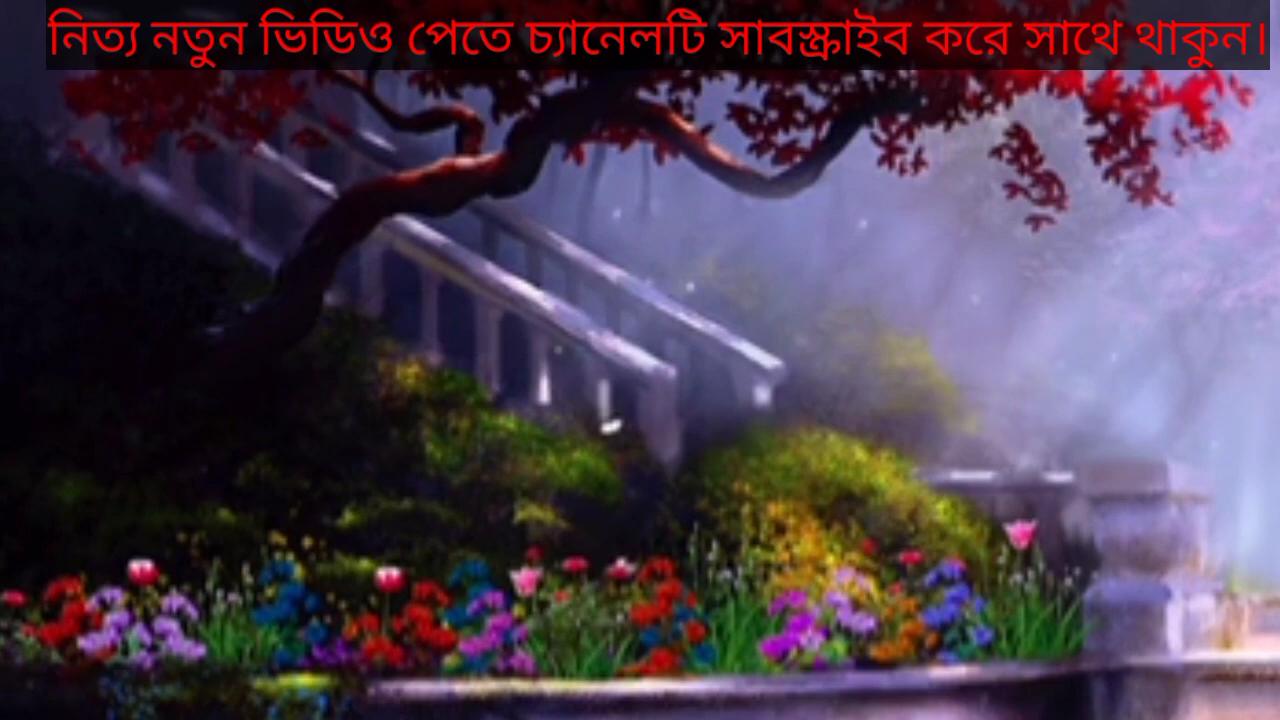 নিত্য নতুন ভিডিও পেতে চ্যানেলটি সাবস্ক্রাইব করে সাথে থাকুন।